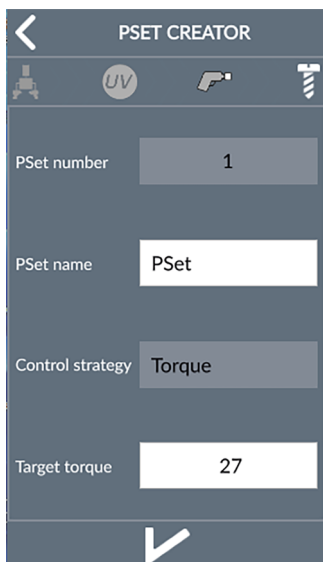 PSET CREATOR
UV
PSet number 1
PSet name PSet
Control strategy Torque
Target torque 27